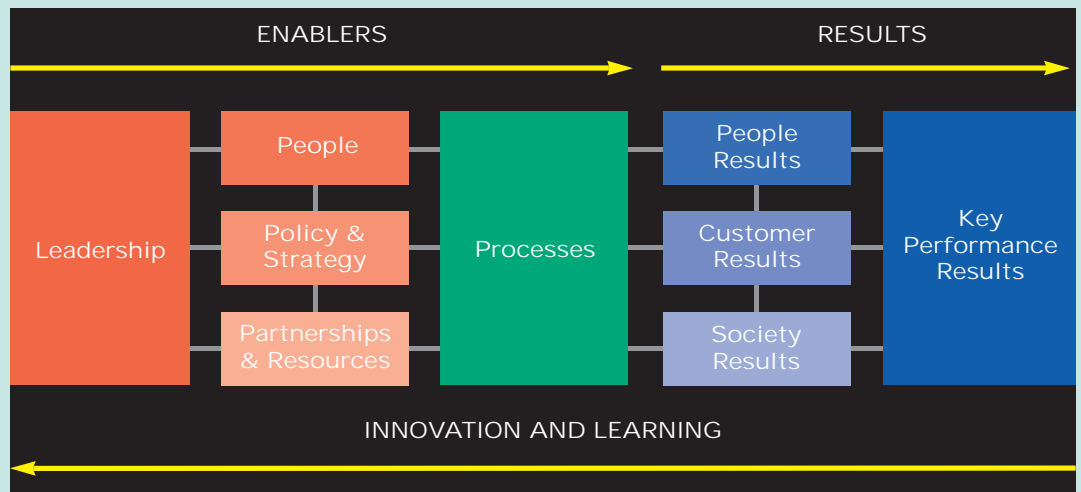 ENABLERS
RESULTS
Leadership
People
Policy &
Strategy
Partnerships
& Resources
Processes
People
Results
Customer
Results
Society
Results
Key
Performance
Results
INNOVATION AND LEARNING